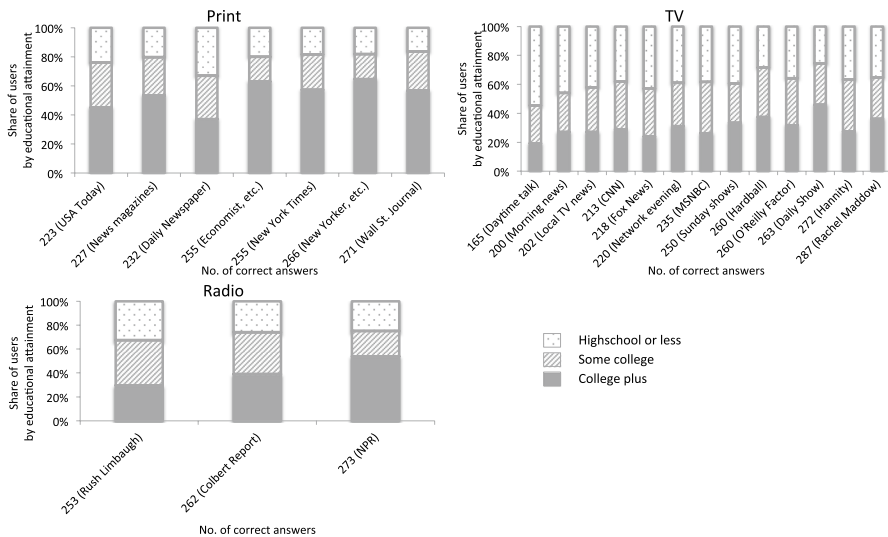 Print
Share of users
by educational attainment
100%
80%
60%
40%
20%
0%
223 (USA Today)
227 (News magazines)
232 (Daily Newspaper)
255 (Economist, etc.)
255 (New York Times)
266 (New Yorker, etc.)
271 (Wall St. Journal)
No. of correct answers
TV
Share of users
by educational attainment
100%
80%
60%
40%
20%
0%
165 (Daytime talk)
200 (Morning news)
202 (Local TV news)
213 (CNN)
218 (Fox News)
220 (Network evening)
235 (MSNBC)
250 (Sunday shows)
260 (Hardball)
260 (O'Reilly Factor)
263 (Daily Show)
272 (Hannity)
287 (Rachel Maddow)
No. of correct answers
Radio
Share of users
by educational attainment
100%
80%
60%
40%
20%
0%
253 (Rush Limbaugh)
262 (Colbert Report)
273 (NPR)
No. of correct answers
Highschool or less
Some college
College plus